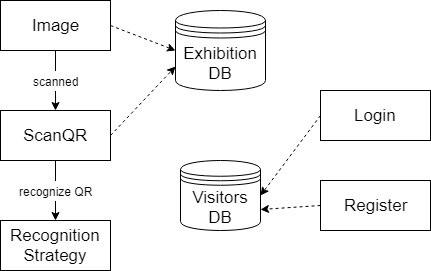 Image
Exhibition
DB
scanned
Login
ScanQR
recognize QR
Visitors
DB
Register
Recognition
Strategy